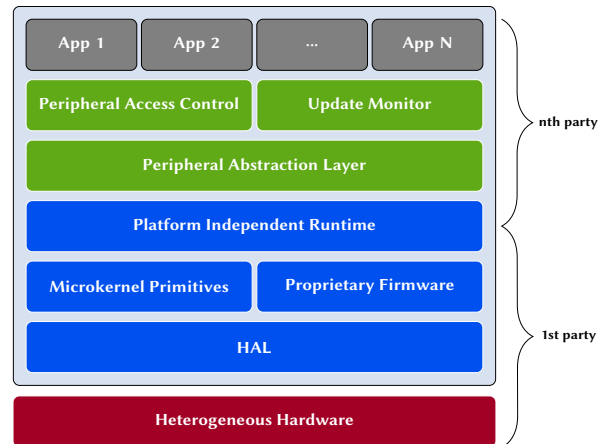 App 1
App 2
...
App N
Peripheral Access Control
Update Monitor
nth party
Peripheral Abstraction Layer
Platform Independent Runtime
Microkernel Primitives
Proprietary Firmware
1st party
HAL
Heterogeneous Hardware